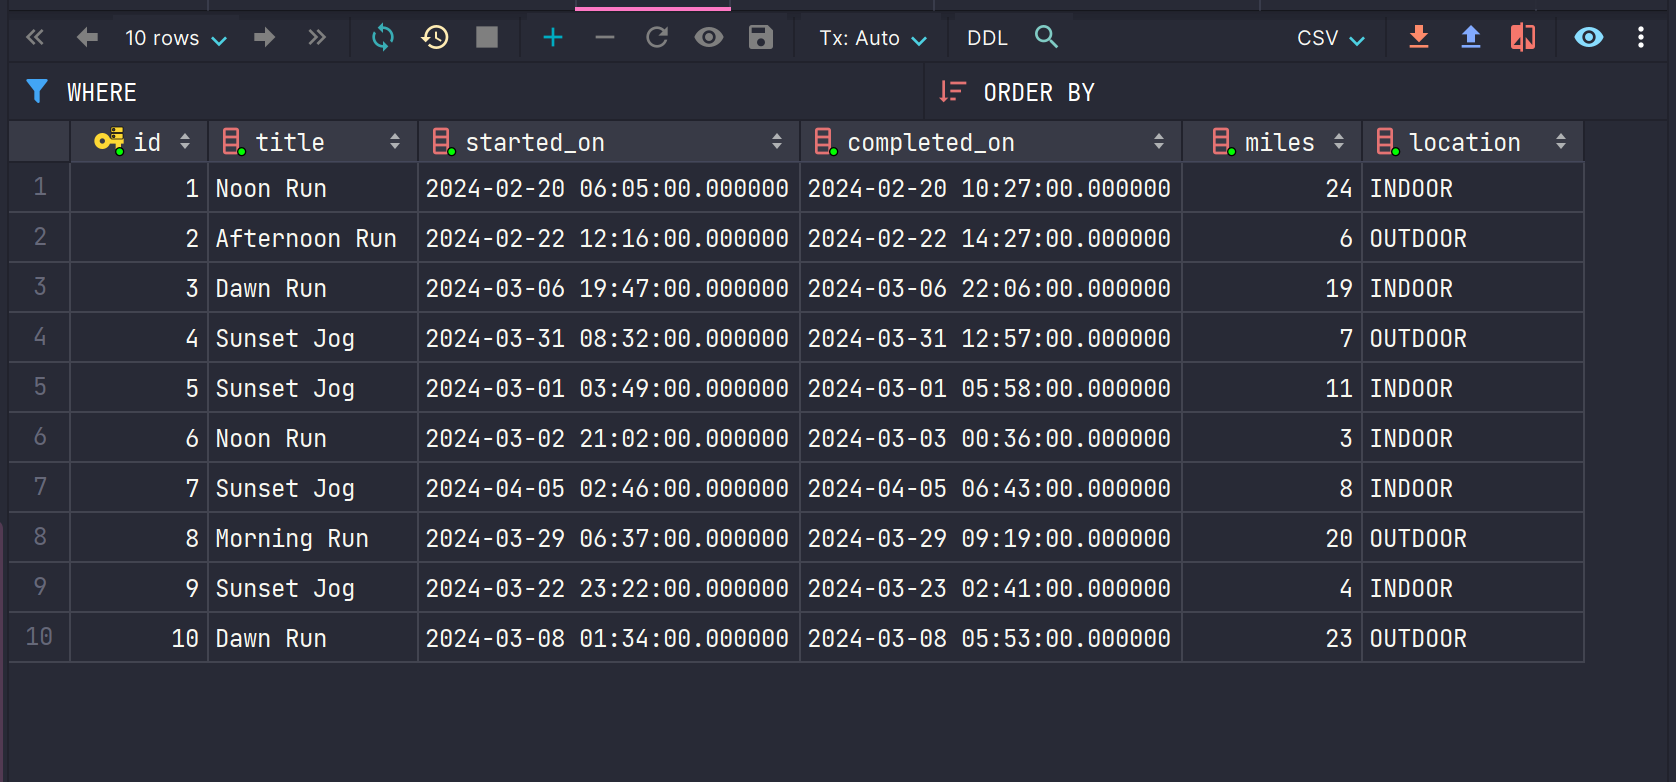 10 rows Tx: Auto DDL CSV
WHERE ORDER BY
id title started_on completed_on miles location
1 1 Noon Run 2024-02-20 06:05:00.000000 2024-02-20 10:27:00.000000 24 INDOOR
2 2 Afternoon Run 2024-02-22 12:16:00.000000 2024-02-22 14:27:00.000000 6 OUTDOOR
3 3 Dawn Run 2024-03-06 19:47:00.000000 2024-03-06 22:06:00.000000 19 INDOOR
4 4 Sunset Jog 2024-03-31 08:32:00.000000 2024-03-31 12:57:00.000000 7 OUTDOOR
5 5 Sunset Jog 2024-03-01 03:49:00.000000 2024-03-01 05:58:00.000000 11 INDOOR
6 6 Noon Run 2024-03-02 21:02:00.000000 2024-03-03 00:36:00.000000 3 INDOOR
7 7 Sunset Jog 2024-04-05 02:46:00.000000 2024-04-05 06:43:00.000000 8 INDOOR
8 8 Morning Run 2024-03-29 06:37:00.000000 2024-03-29 09:19:00.000000 20 OUTDOOR
9 9 Sunset Jog 2024-03-22 23:22:00.000000 2024-03-23 02:41:00.000000 4 INDOOR
10 10 Dawn Run 2024-03-08 01:34:00.000000 2024-03-08 05:53:00.000000 23 OUTDOOR